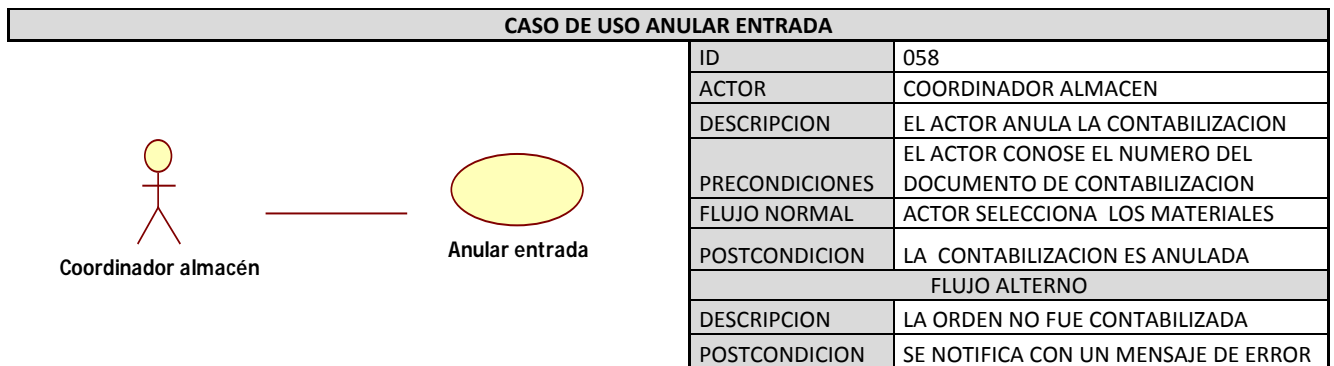 CASO DE USO ANULAR ENTRADA
ID 058
ACTOR COORDINADOR ALMACEN
DESCRIPCION EL ACTOR ANULA LA CONTABILIZACION
EL ACTOR CONOSE EL NUMERO DEL
PRECONDICIONES DOCUMENTO DE CONTABILIZACION
FLUJO NORMAL ACTOR SELECCIONA LOS MATERIALES
POSTCONDICION LA CONTABILIZACION ES ANULADA
FLUJO ALTERNO
DESCRIPCION LA ORDEN NO FUE CONTABILIZADA
POSTCONDICION SE NOTIFICA CON UN MENSAJE DE ERROR
Coordinador almacén
Anular entrada